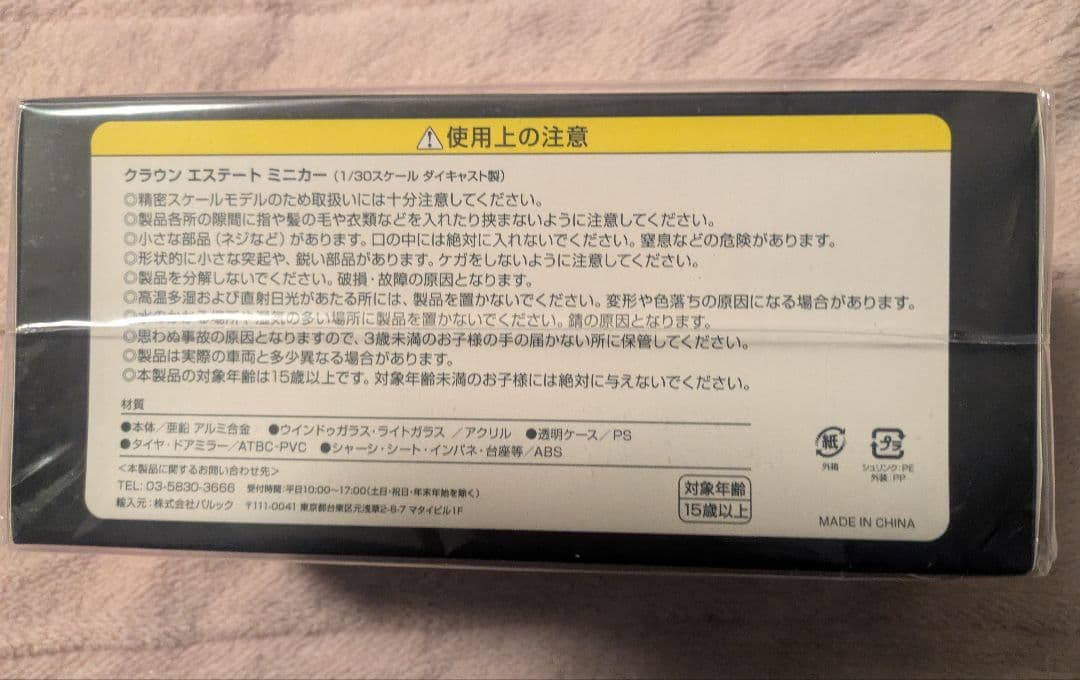 ⚠使用上の注意
クラウン エステート ミニカー（1/30スケール ダイキャスト製）
◎精密スケールモデルのため取扱いには十分注意してください。
◎製品各所の隙間に指や髪の毛や衣類などを入れたり挟まないように注意してください。
◎小さな部品（ネジなど）があります。口の中には絶対に入れないでください。窒息などの危険があります。
◎形状的に小さな突起や、鋭い部品があります。ケガをしないように注意してください。
◎製品を分解しないでください。破損・故障の原因となります。
◎高温多湿および直射日光があたる所には、製品を置かないでください。変形や色落ちの原因になる場合があります。
◎水のかかる場所や湿気の多い場所に製品を置かないでください。錆の原因となります。
◎思わぬ事故の原因となりますので、3歳未満のお子様の手の届かない所に保管してください。
◎製品は実際の車両と多少異なる場合があります。
◎本製品の対象年齢は15歳以上です。対象年齢未満のお子様には絶対に与えないでください。
材質
●本体／亜鉛 アルミ合金 ●ウインドゥガラス・ライトガラス ／アクリル ●透明ケース／PS
●タイヤ・ドアミラー／ATBC-PVC ●シャーシ・シート・インパネ・台座等／ABS
＜本製品に関するお問い合わせ先＞
TEL: 03-5830-3666 受付時間:平日10:00〜17:00(土日・祝日・年末年始を除く)
輸入元：株式会社パルック 〒111-0041 東京都台東区元浅草2-6-7 マタイビル1F
対象年齢
15歳以上
紙
外箱
プラ
シュリンク:PE
外装:PP
MADE IN CHINA